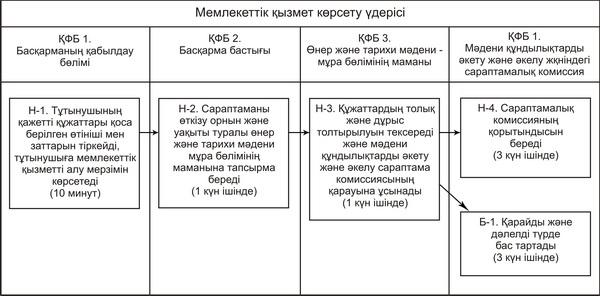 Мемлекеттік қызмет көрсету үдерісі
ҚФБ 1.
Басқарманың қабылдау
бөлімі
ҚФБ 2.
Басқарма бастығы
ҚФБ 3.
Өнер және тарихи мәдени -
мұра бөлімінің маманы
ҚФБ 1.
Мәдени құндылықтарды
әкету және әкелу жқніндегі
сараптамалық комиссия
Н-1. Тұтынушының
қажетті құжаттары қоса
берілген өтініші мен
заттарын тіркейді,
тұтынушыға мемлекеттік
қызметті алу мерзімін
көрсетеді
(10 минут)
Н-2. Сараптаманы
өткізу орнын және
уақыты туралы өнер
және тарихи мәдени
мұра бөлімінің
маманына тапсырма
береді
(1 күн ішінде)
Н-3. Құжаттардың толық
және дұрыс
толтырылуын тексереді
және мәдени
құндылықтарды әкету
және әкелу сараптама
комиссиясының
қарауына ұсынады
(1 күн ішінде)
Н-4. Сараптамалық
комиссияның
қорытындысын
береді
(3 күн ішінде)
Б-1. Қарайды және
дәлелді түрде
бас тартады
(3 күн ішінде)